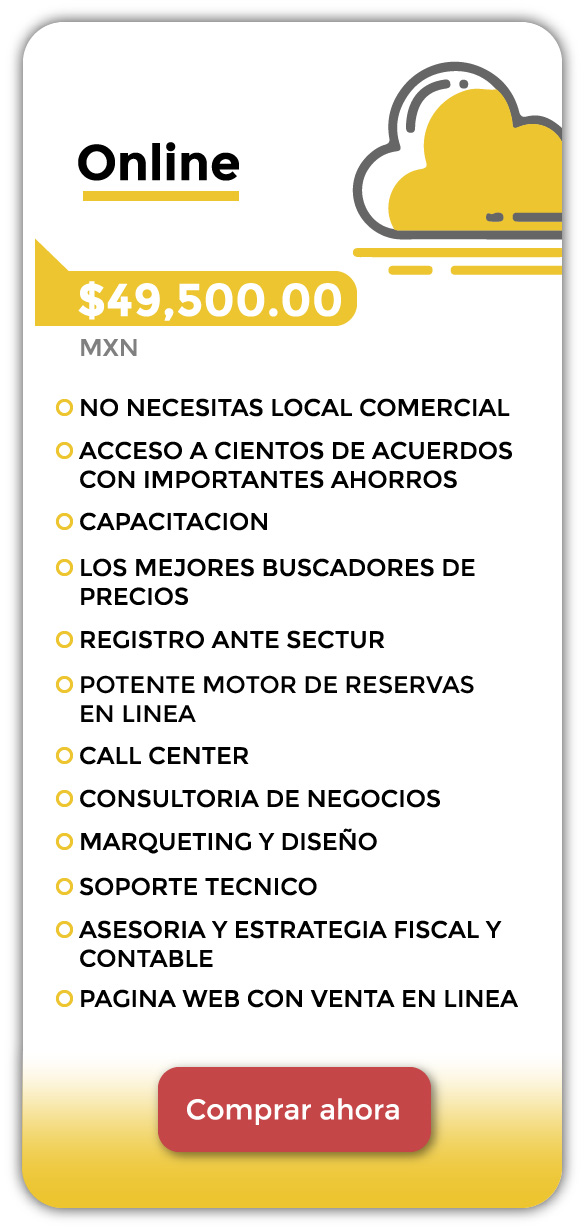 Online
$49,500.00
MXN
NO NECESITAS LOCAL COMERCIAL
ACCESO A CIENTOS DE ACUERDOS
CON IMPORTANTES AHORROS
CAPACITACION
LOS MEJORES BUSCADORES DE
PRECIOS
REGISTRO ANTE SECTUR
POTENTE MOTOR DE RESERVAS
EN LINEA
CALL CENTER
CONSULTORIA DE NEGOCIOS
MARQUETING Y DISEÑO
SOPORTE TECNICO
ASESORIA Y ESTRATEGIA FISCAL Y
CONTABLE
PAGINA WEB CON VENTA EN LINEA
Comprar ahora